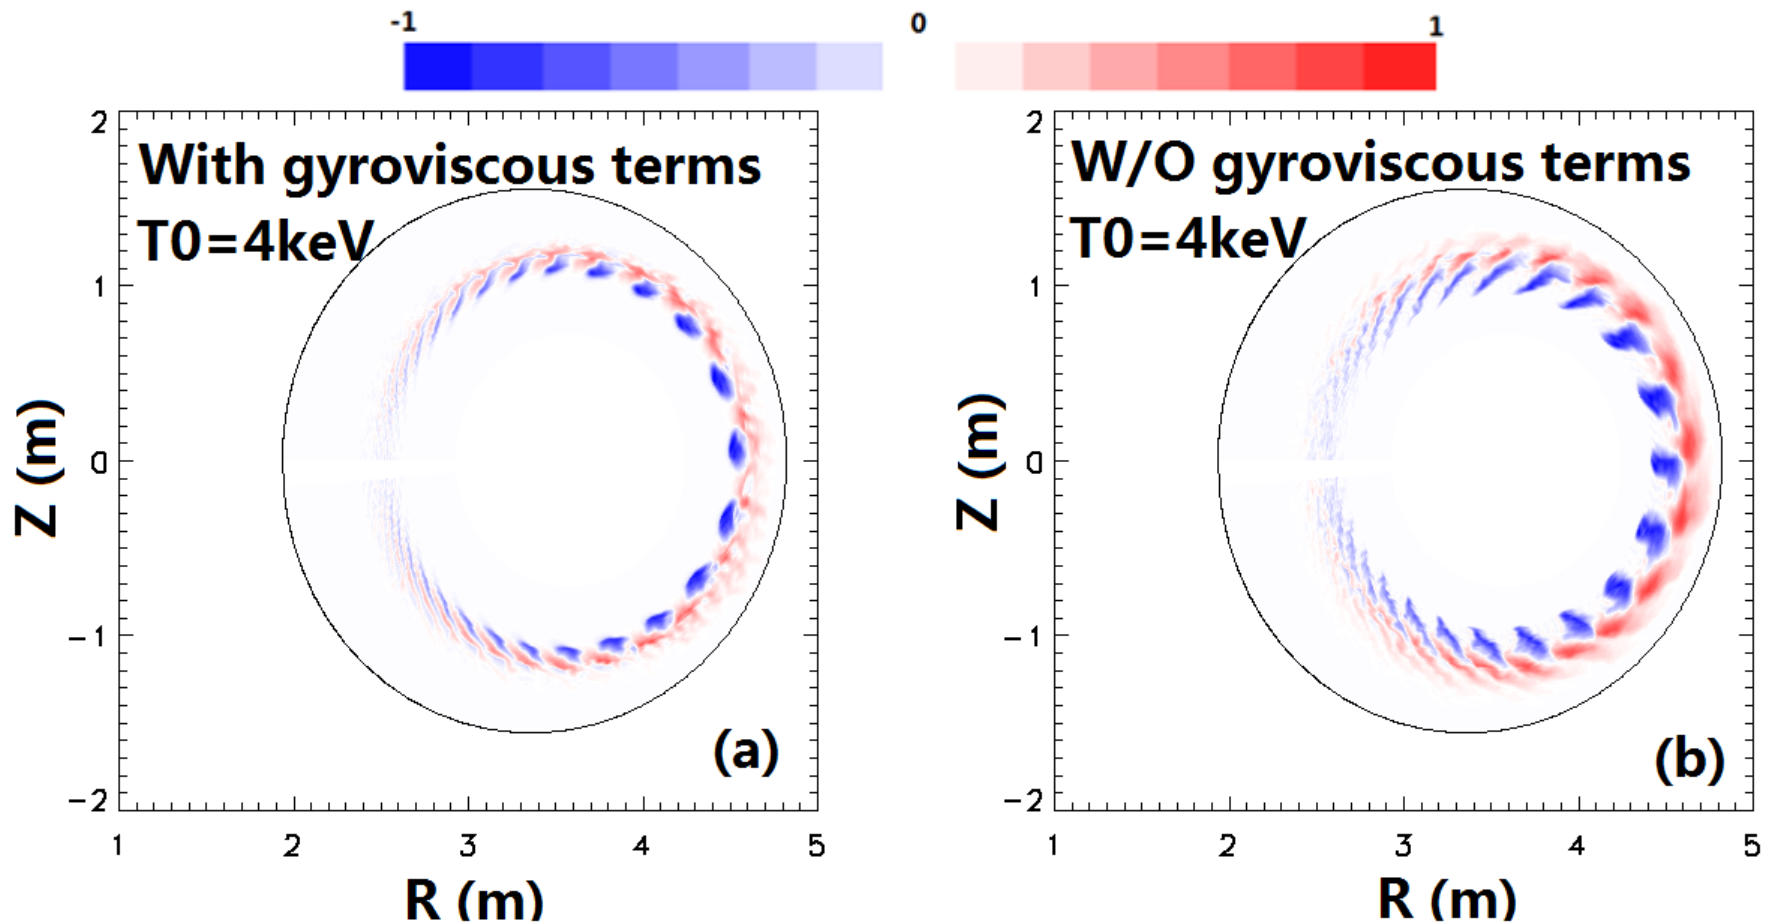 -1 0 1
With gyroviscous terms
T0=4keV
(a)
2
1
0
−1
−2
1 2 3 4 5
Z (m)
R (m)
W/O gyroviscous terms
T0=4keV
(b)
2
1
0
−1
−2
1 2 3 4 5
Z (m)
R (m)